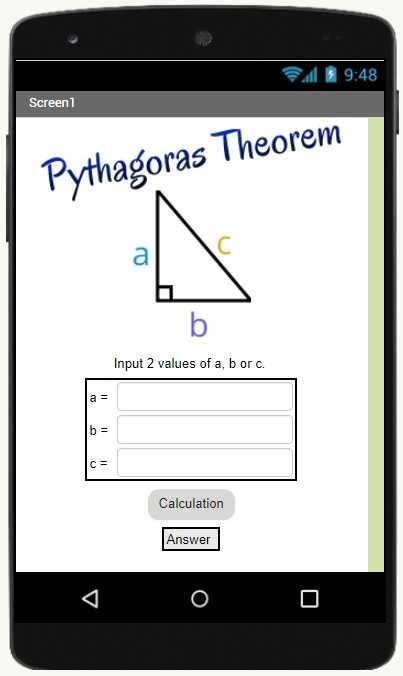 9:48
Screen1
Pythagoras Theorem
a
c
b
Input 2 values of a, b or c.
a =
b =
c =
Calculation
Answer